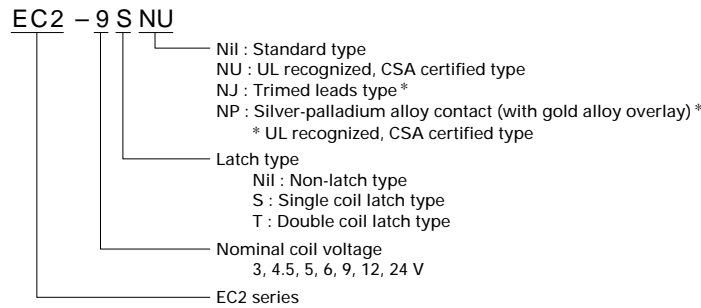 EC2 – 9 S NU
Nil : Standard type
NU : UL recognized, CSA certified type
NJ : Trimed leads type *
NP : Silver-palladium alloy contact (with gold alloy overlay) *
* UL recognized, CSA certified type
Latch type
Nil : Non-latch type
S : Single coil latch type
T : Double coil latch type
Nominal coil voltage
3, 4.5, 5, 6, 9, 12, 24 V
EC2 series